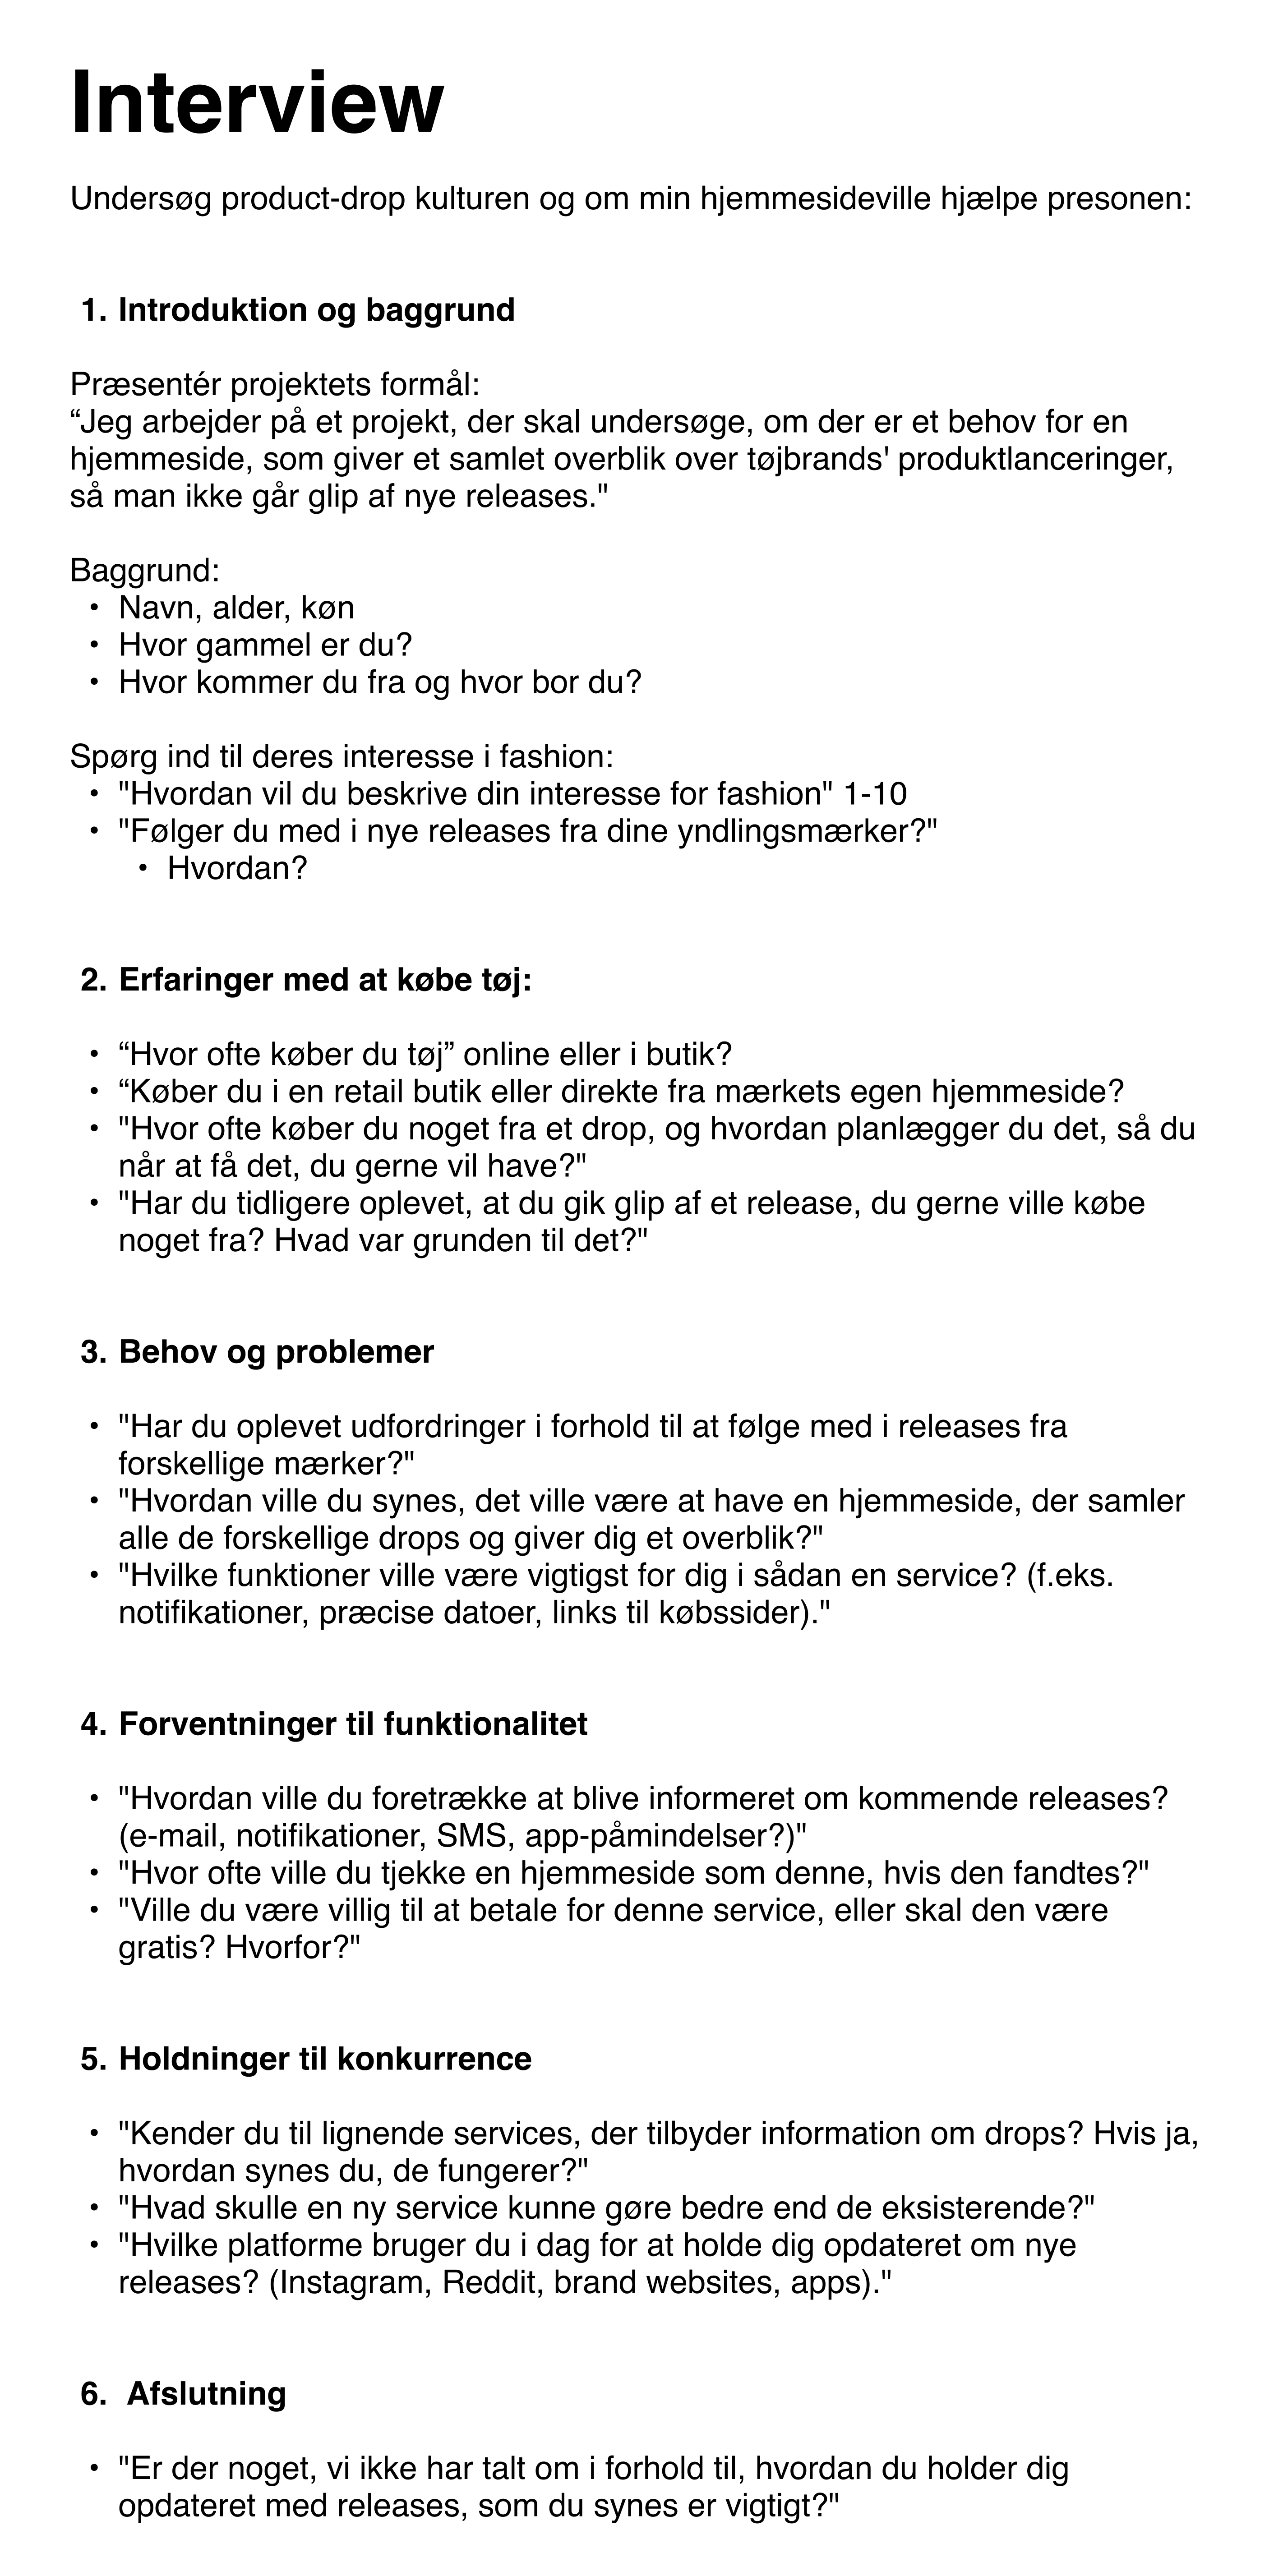 Interview
Undersøg product-drop kulturen og om min hjemmesideville hjælpe presonen:
1. Introduktion og baggrund
Præsentér projektets formål:
“Jeg arbejder på et projekt, der skal undersøge, om der er et behov for en
hjemmeside, som giver et samlet overblik over tøjbrands' produktlanceringer,
så man ikke går glip af nye releases."
Baggrund:
• Navn, alder, køn
• Hvor gammel er du?
• Hvor kommer du fra og hvor bor du?
Spørg ind til deres interesse i fashion:
• "Hvordan vil du beskrive din interesse for fashion" 1-10
• "Følger du med i nye releases fra dine yndlingsmærker?"
• Hvordan?
2. Erfaringer med at købe tøj:
• “Hvor ofte køber du tøj” online eller i butik?
• “Køber du i en retail butik eller direkte fra mærkets egen hjemmeside?
• "Hvor ofte køber du noget fra et drop, og hvordan planlægger du det, så du
når at få det, du gerne vil have?"
• "Har du tidligere oplevet, at du gik glip af et release, du gerne ville købe
noget fra? Hvad var grunden til det?"
3. Behov og problemer
• "Har du oplevet udfordringer i forhold til at følge med i releases fra
forskellige mærker?"
• "Hvordan ville du synes, det ville være at have en hjemmeside, der samler
alle de forskellige drops og giver dig et overblik?"
• "Hvilke funktioner ville være vigtigst for dig i sådan en service? (f.eks.
notifikationer, præcise datoer, links til købssider)."
4. Forventninger til funktionalitet
• "Hvordan ville du foretrække at blive informeret om kommende releases?
(e-mail, notifikationer, SMS, app-påmindelser?)"
• "Hvor ofte ville du tjekke en hjemmeside som denne, hvis den fandtes?"
• "Ville du være villig til at betale for denne service, eller skal den være
gratis? Hvorfor?"
5. Holdninger til konkurrence
• "Kender du til lignende services, der tilbyder information om drops? Hvis ja,
hvordan synes du, de fungerer?"
• "Hvad skulle en ny service kunne gøre bedre end de eksisterende?"
• "Hvilke platforme bruger du i dag for at holde dig opdateret om nye
releases? (Instagram, Reddit, brand websites, apps)."
6. Afslutning
• "Er der noget, vi ikke har talt om i forhold til, hvordan du holder dig
opdateret med releases, som du synes er vigtigt?"